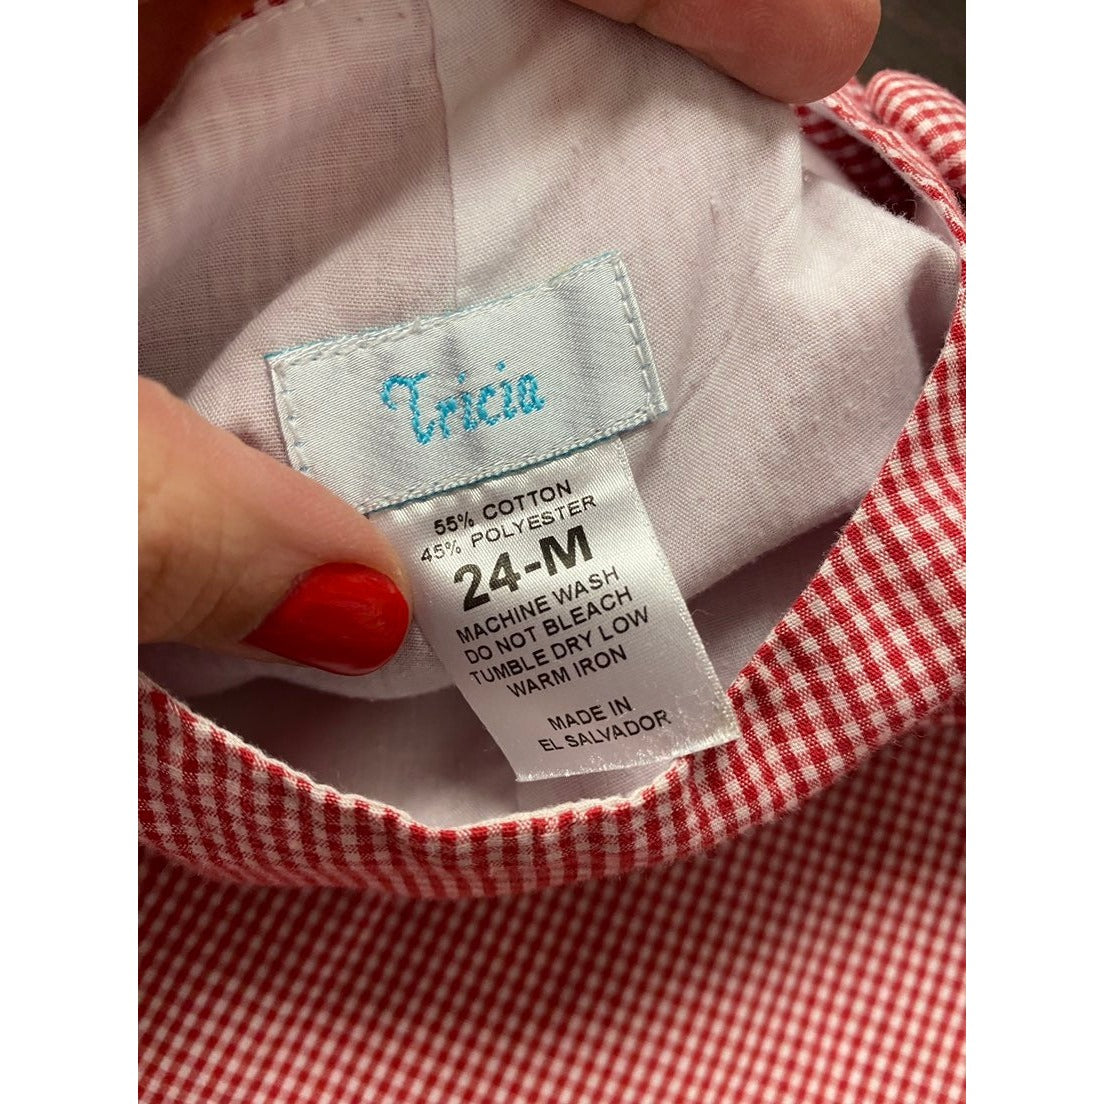 Tricia
55% COTTON
45% POLYESTER
24-M
MACHINE WASH
DO NOT BLEACH
TUMBLE DRY LOW
WARM IRON
MADE IN
EL SALVADOR